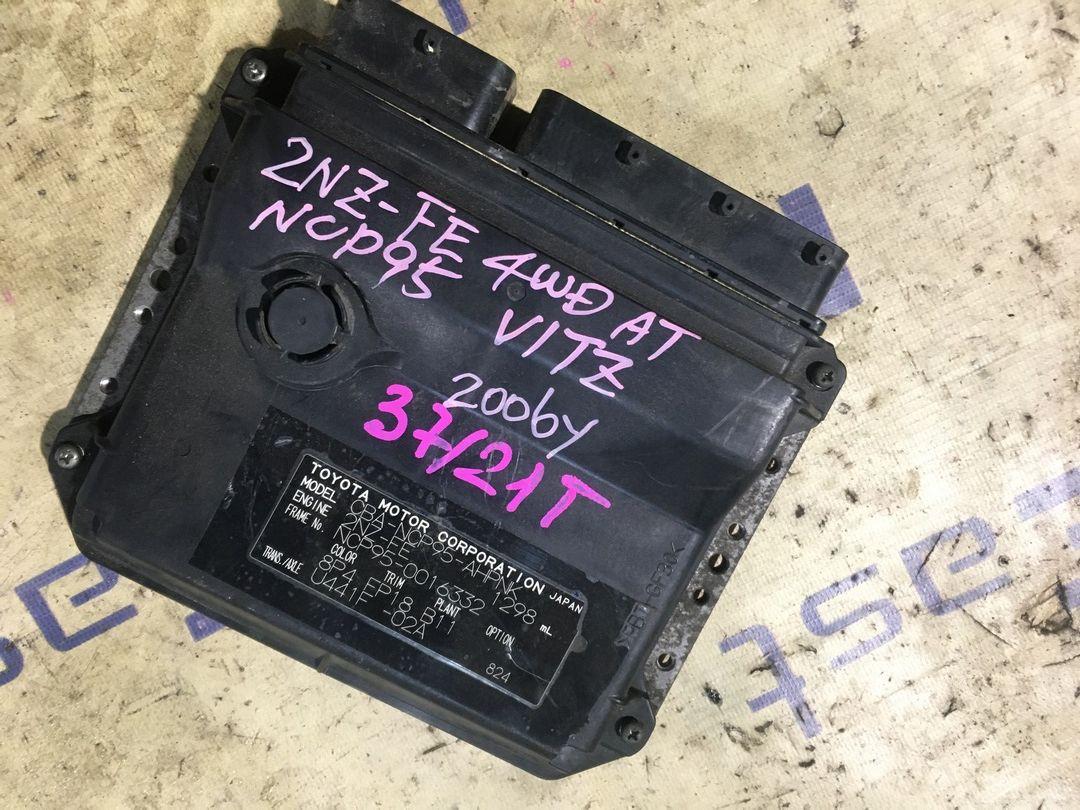 2NZ-FE 4WD AT
NCP95 VITZ
2006y
37/21T
TOYOTA MOTOR CORPORATION JAPAN
MODEL CBA-NCP95-AHPNK
ENGINE 2NZ-FE 1298 mL
FRAME No. NCP95-0016332
COLOR TRIM PLANT OPTION
8P4 FP18 B11
TRANS./AXLE U441F -02A
824